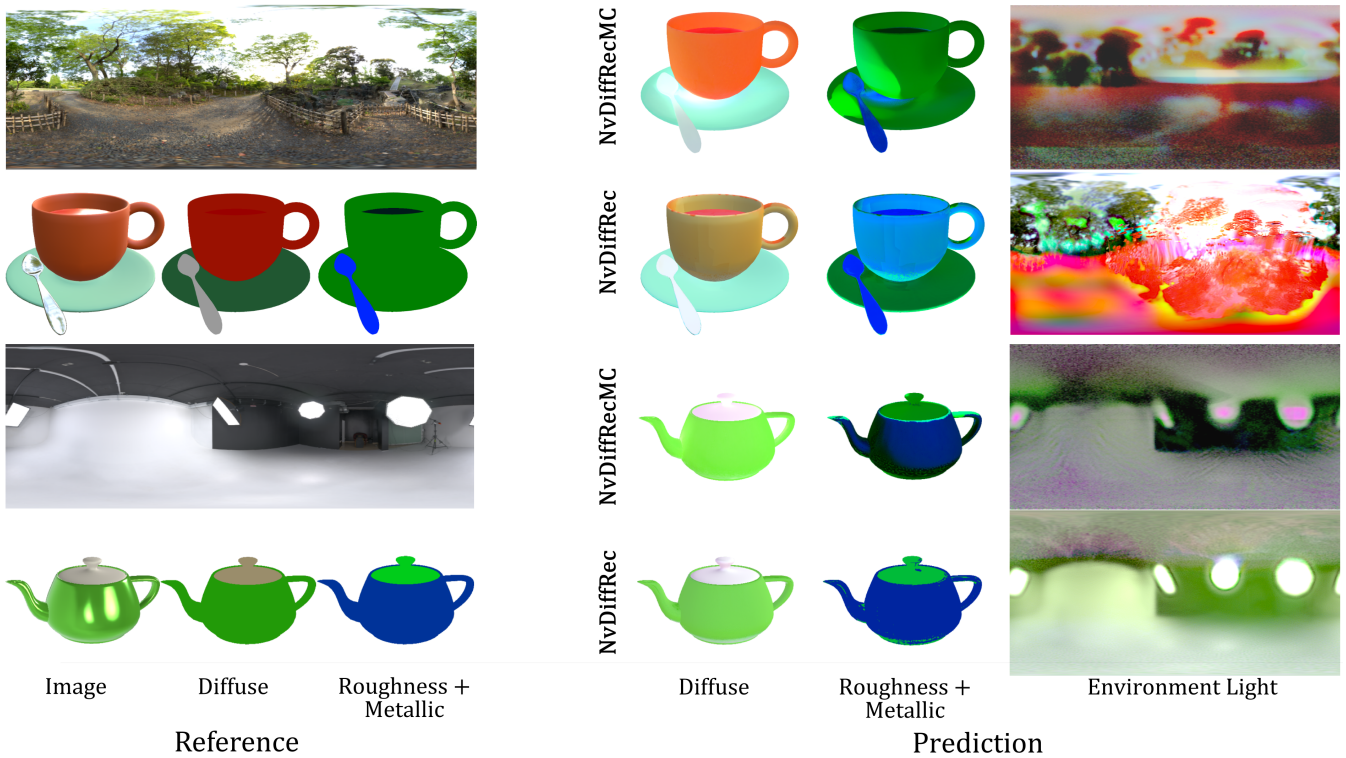 NvDiffRecMC
NvDiffRec
NvDiffRecMC
NvDiffRec
Image
Diffuse
Roughness +
Metallic
Diffuse
Roughness +
Metallic
Environment Light
Reference
Prediction